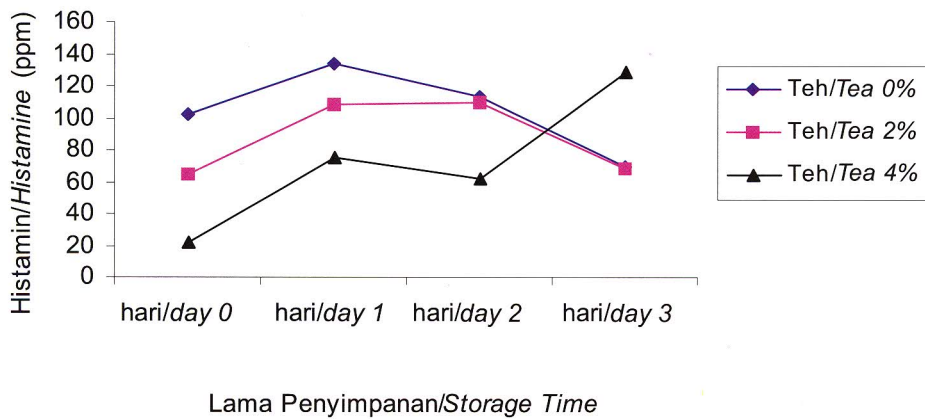 Histamin/Histamine (ppm)
160
140
120
100
80
60
40
20
0
hari/day 0 hari/day 1 hari/day 2 hari/day 3
Lama Penyimpanan/Storage Time
Teh/Tea 0%
Teh/Tea 2%
Teh/Tea 4%